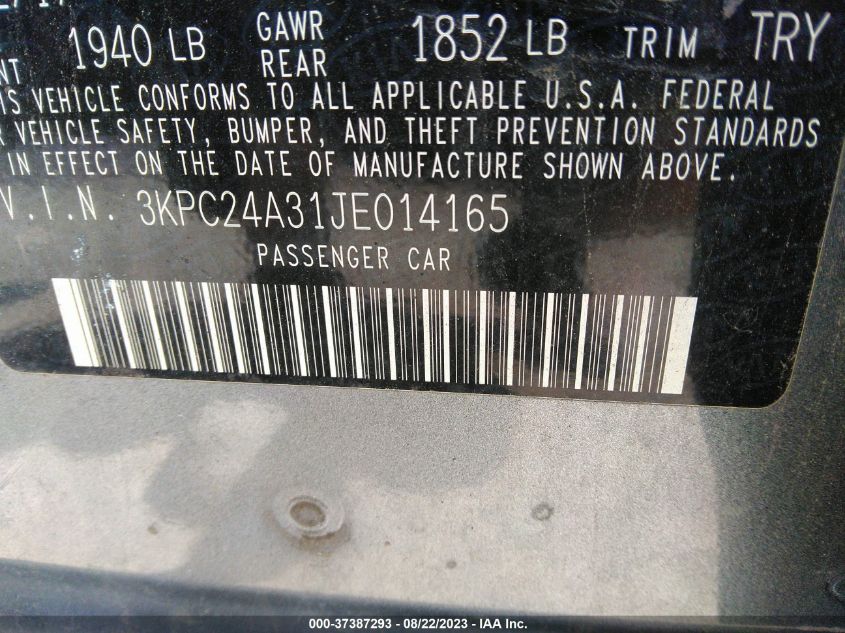 1940 LB GAWR REAR 1852 LB TRIM TRY
VEHICLE CONFORMS TO ALL APPLICABLE U.S.A. FEDERAL
VEHICLE SAFETY, BUMPER, AND THEFT PREVENTION STANDARDS
IN EFFECT ON THE DATE OF MANUFACTURE SHOWN ABOVE.
V.I.N. 3KPC24A31JE014165
PASSENGER CAR
000-37387293 - 08/22/2023 - IAA Inc.